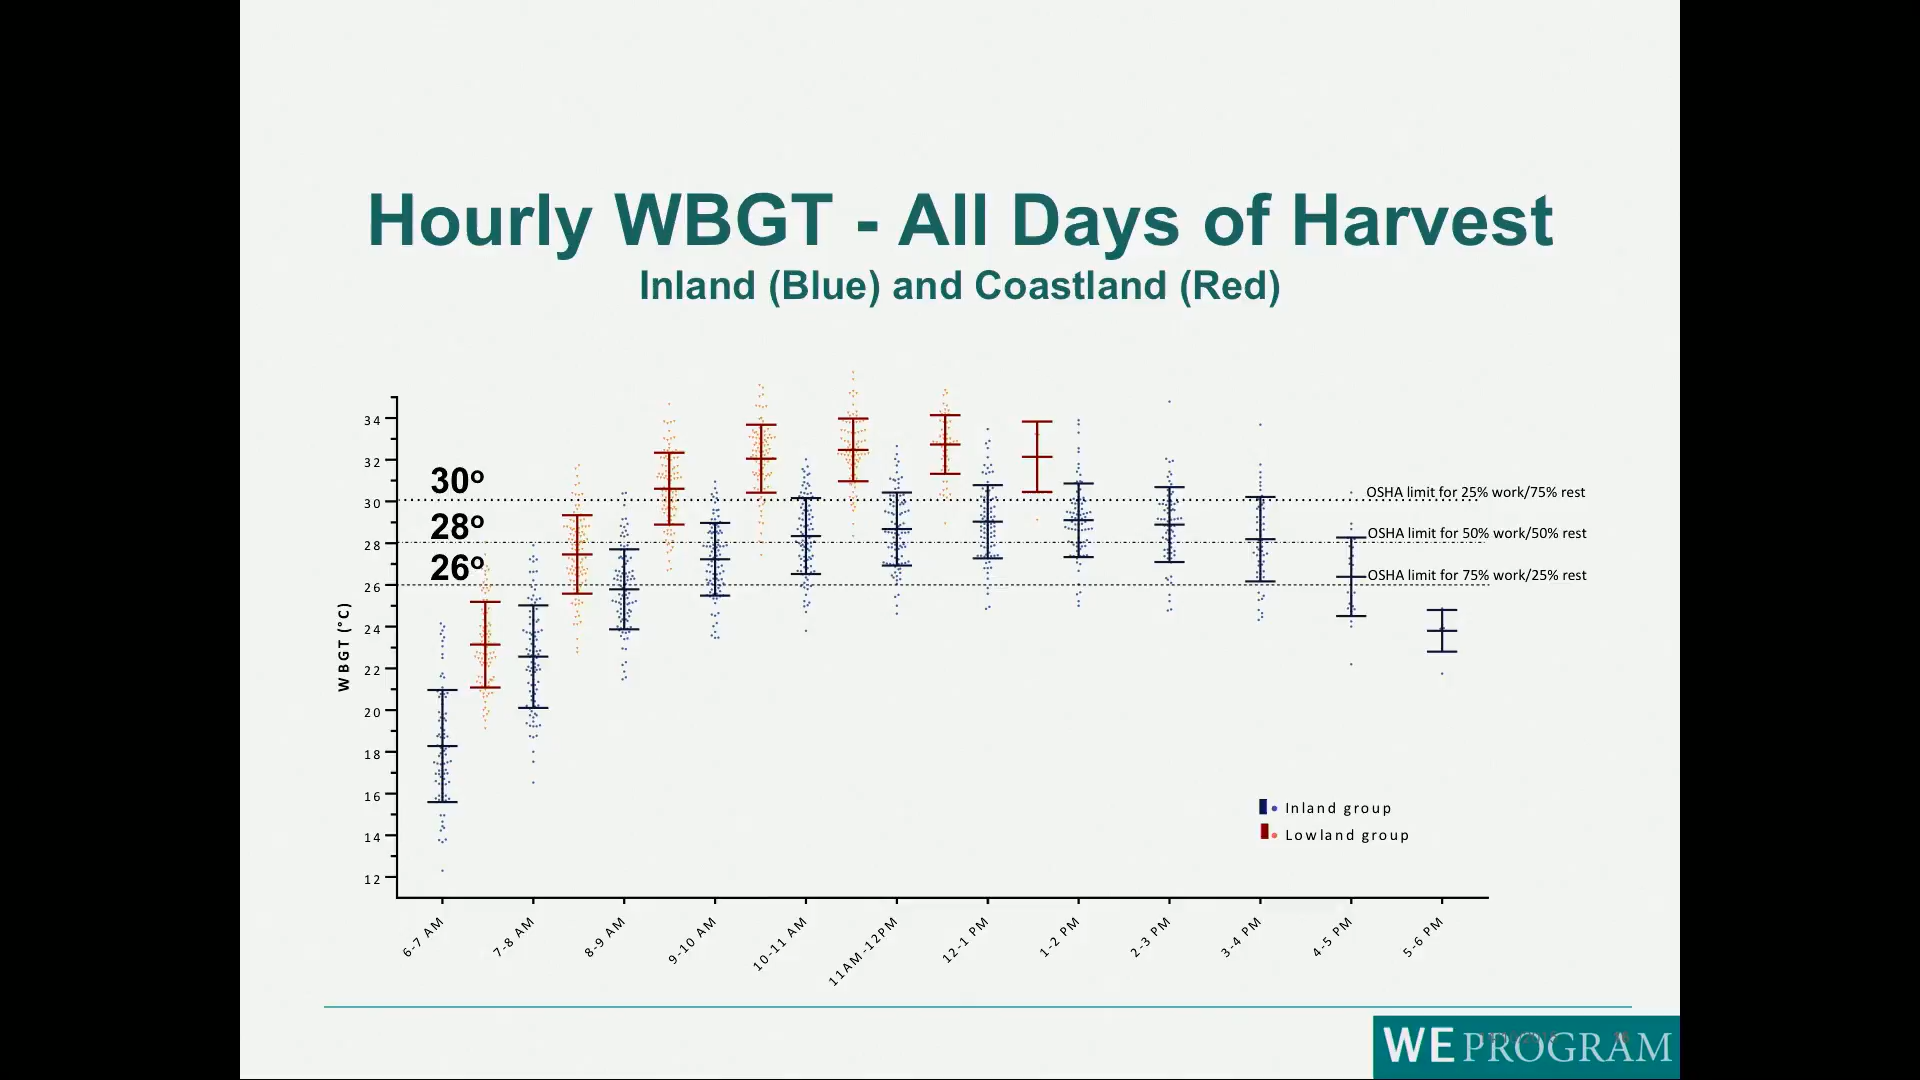 Hourly WBGT - All Days of Harvest
Inland (Blue) and Coastland (Red)
WBGT (°C)
34
32
30
28
26
24
22
20
18
16
14
12
30º
28º
26º
OSHA limit for 25% work/75% rest
OSHA limit for 50% work/50% rest
OSHA limit for 75% work/25% rest
Inland group
Lowland group
6-7 AM
7-8 AM
8-9 AM
9-10 AM
10-11 AM
11AM-12PM
12-1 PM
1-2 PM
2-3 PM
3-4 PM
4-5 PM
5-6 PM
WE PROGRAM